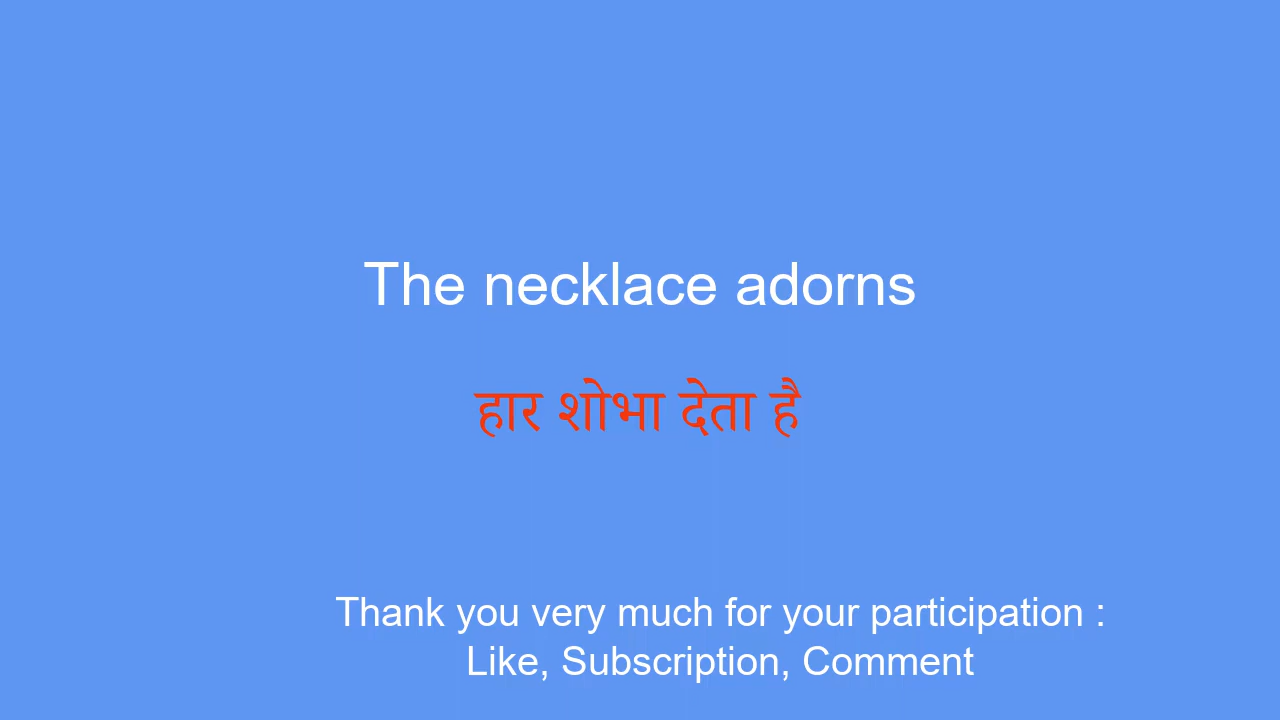 The necklace adorns
हार शोभा देता है
Thank you very much for your participation :
Like, Subscription, Comment